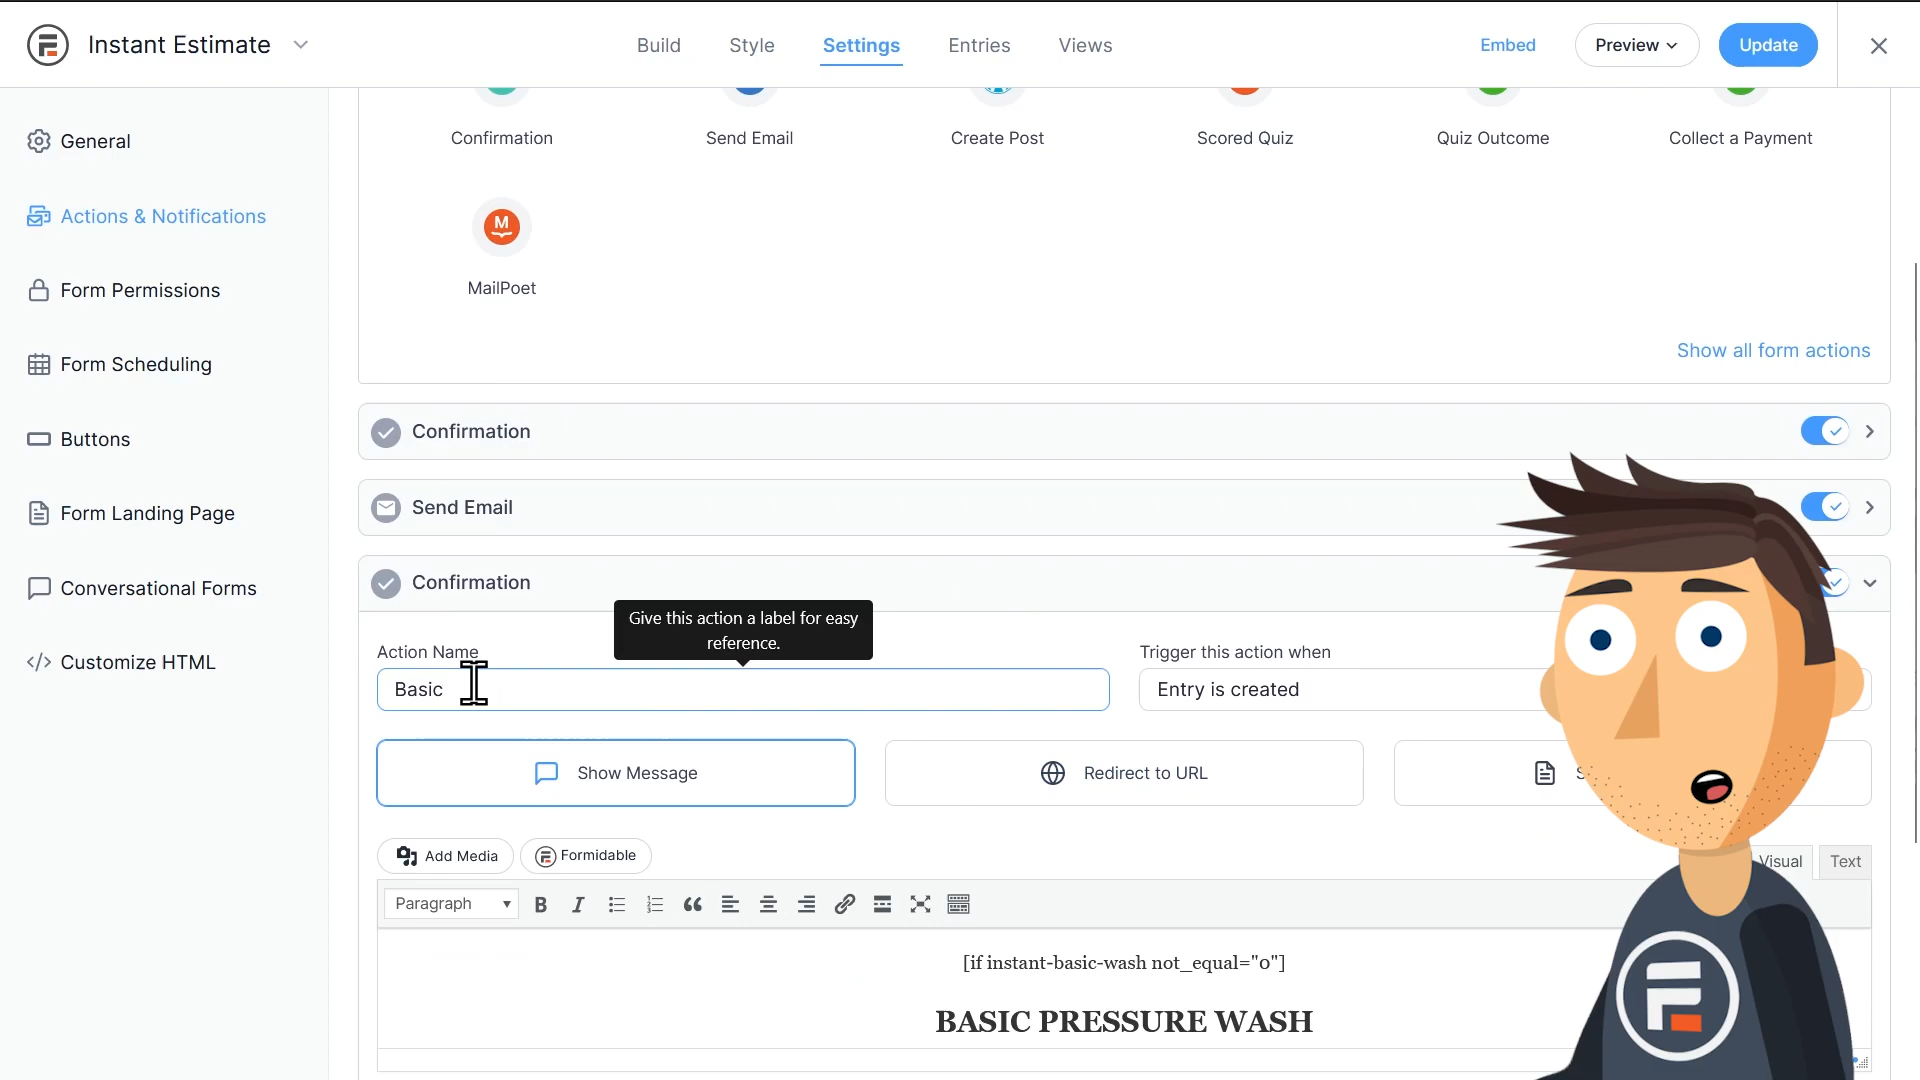 Instant Estimate
Build
Style
Settings
Entries
Views
Embed
Preview
Update
General
Actions & Notifications
Form Permissions
Form Scheduling
Buttons
Form Landing Page
Conversational Forms
Customize HTML
Confirmation
Send Email
Create Post
Scored Quiz
Quiz Outcome
Collect a Payment
M
MailPoet
Show all form actions
Confirmation
Send Email
Confirmation
Give this action a label for easy
reference.
Action Name
Trigger this action when
Basic
Entry is created
Show Message
Redirect to URL
Add Media
Formidable
Visual
Text
Paragraph
[if instant-basic-wash not_equal="0"]
BASIC PRESSURE WASH